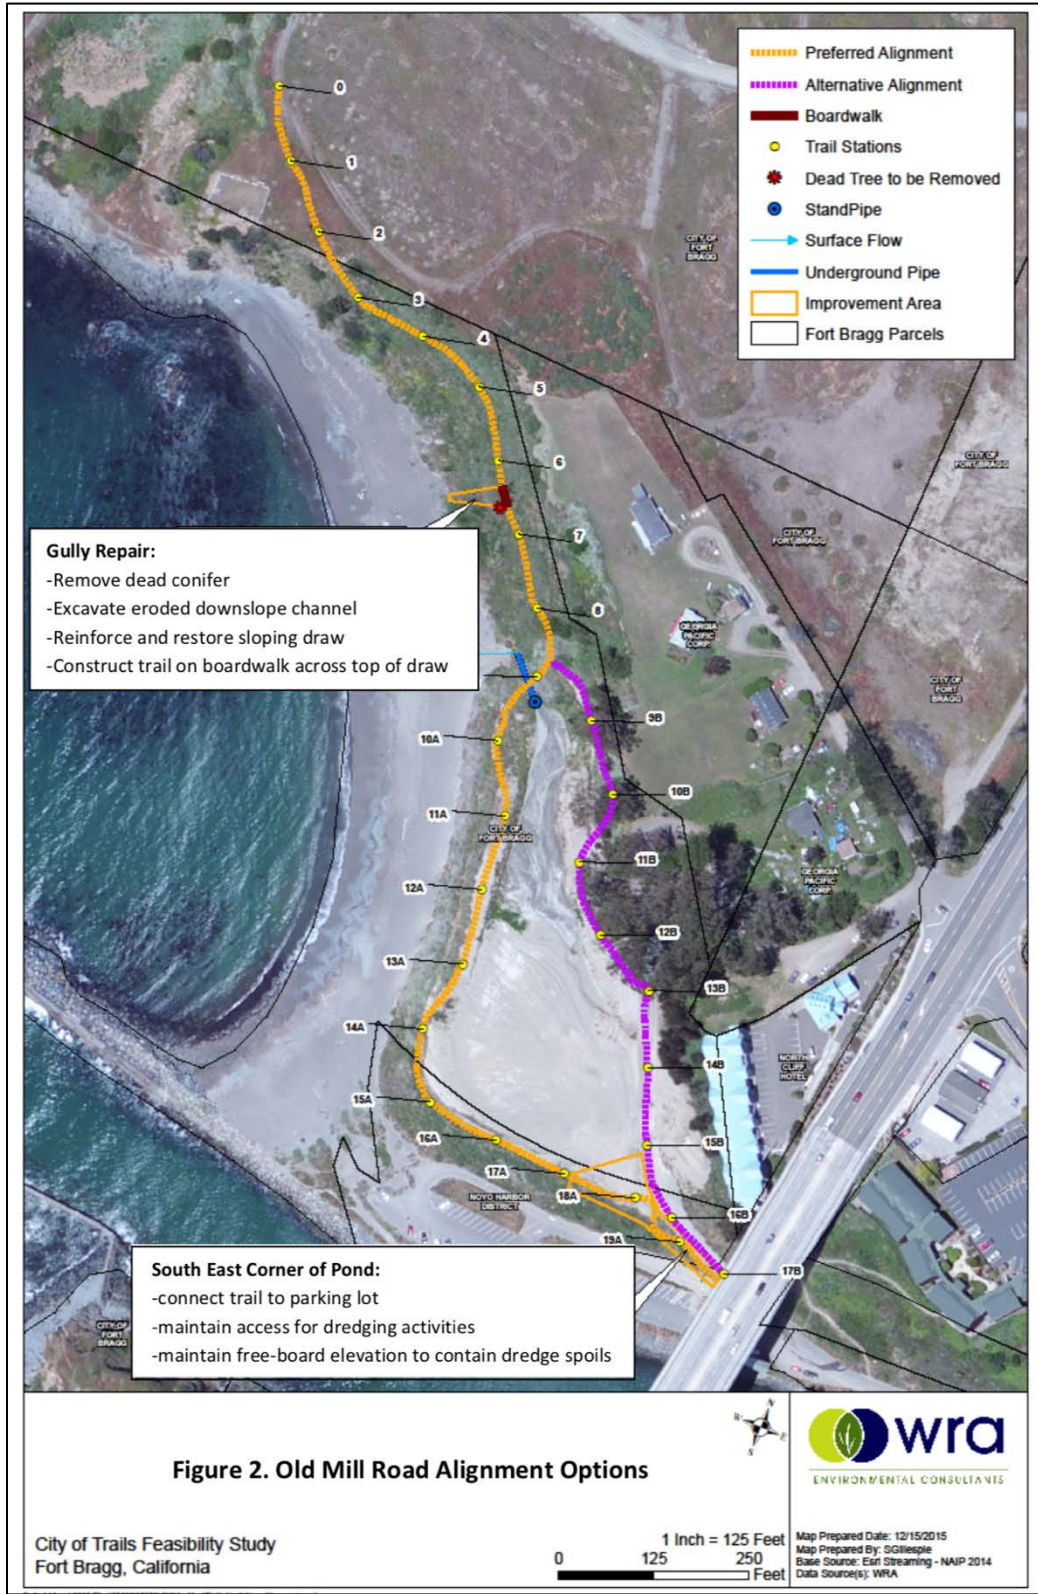 Preferred Alignment
Alternative Alignment
Boardwalk
Trail Stations
Dead Tree to be Removed
StandPipe
Surface Flow
Underground Pipe
Improvement Area
Fort Bragg Parcels
0
1
2
3
4
5
6
7
8
CITY OF
FORT
BRAGG
CITY OF
FORT BRAGG
CITY OF
FORT BRAGG
GEORGIA
PACIFIC
CORP.
CITY OF
FORT
BRAGG
Gully Repair:
-Remove dead conifer
-Excavate eroded downslope channel
-Reinforce and restore sloping draw
-Construct trail on boardwalk across top of draw
9B
10A
10B
11A
CITY OF
FORT BRAGG
11B
GEORGIA
PACIFIC
CORP.
12A
12B
13A
13B
14A
NORTH
CLIFF
HOTEL
14B
15A
15B
16A
17A
18A
NOYO HARBOR
DISTRICT
16B
19A
17B
South East Corner of Pond:
-connect trail to parking lot
-maintain access for dredging activities
-maintain free-board elevation to contain dredge spoils
CITY OF
FORT
BRAGG
N
W
E
S
wra
ENVIRONMENTAL CONSULTANTS
Figure 2. Old Mill Road Alignment Options
City of Trails Feasibility Study
Fort Bragg, California
1 Inch = 125 Feet
0 125 250
Feet
Map Prepared Date: 12/15/2015
Map Prepared By: SGillespie
Base Source: Esri Streaming - NAIP 2014
Data Source(s): WRA